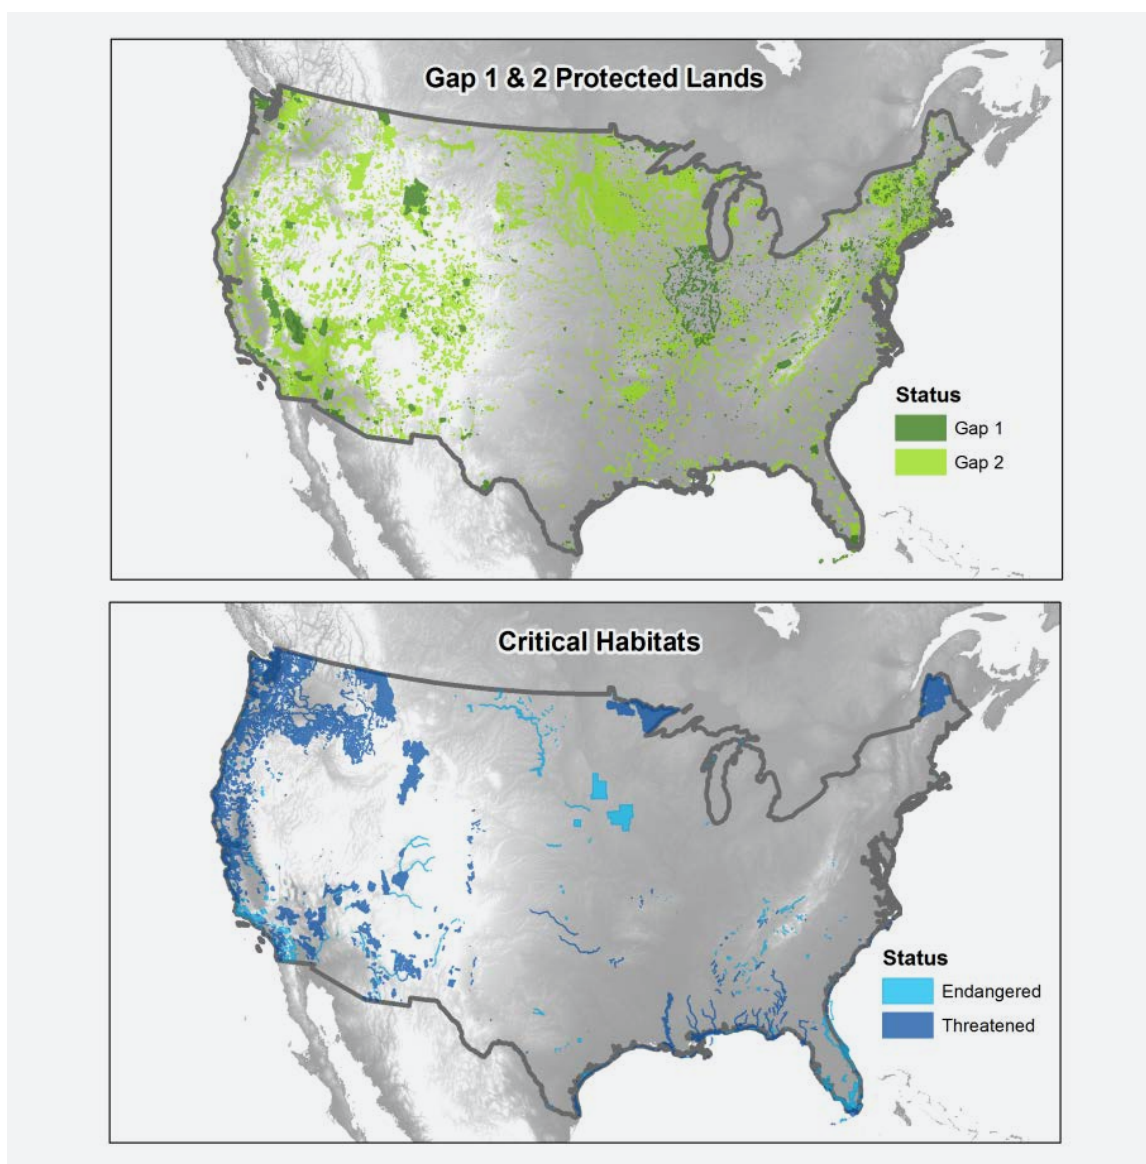 Gap 1 & 2 Protected Lands
Status
Gap 1
Gap 2
Critical Habitats
Status
Endangered
Threatened